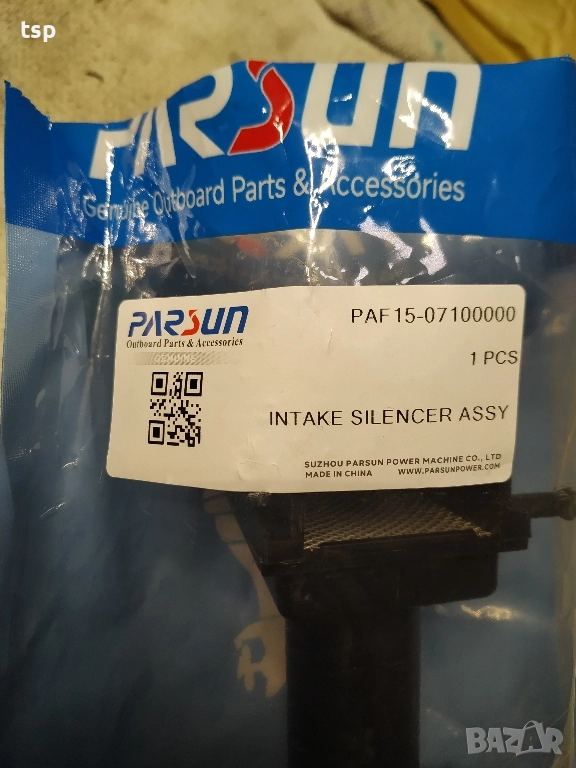 tsp
PARSUN
Genuine Outboard Parts & Accessories
PARSUN
Outboard Parts & Accessories
GENUINE
PAF15-07100000
1 PCS
INTAKE SILENCER ASSY
SUZHOU PARSUN POWER MACHINE CO., LTD
MADE IN CHINA WWW.PARSUNPOWER.COM
BAZAR